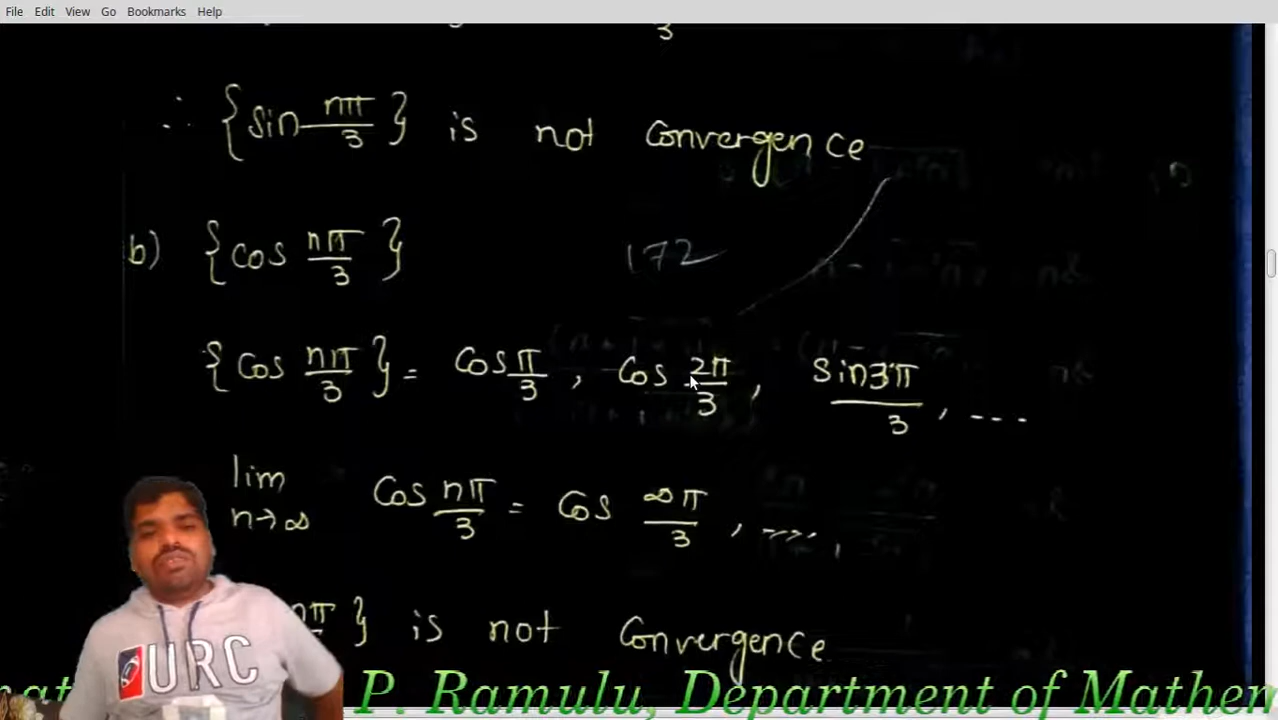 File Edit View Go Bookmarks Help
3
∴ {sin nπ/3} is not convergence
b) {cos nπ/3}
172
{cos nπ/3} = cos π/3, cos 2π/3, sin3π/3, ....
lim n→∞ cos nπ/3 = cos ∞π/3, ....,
nπ } is not convergence
URC
P. Ramulu, Department of Mathem